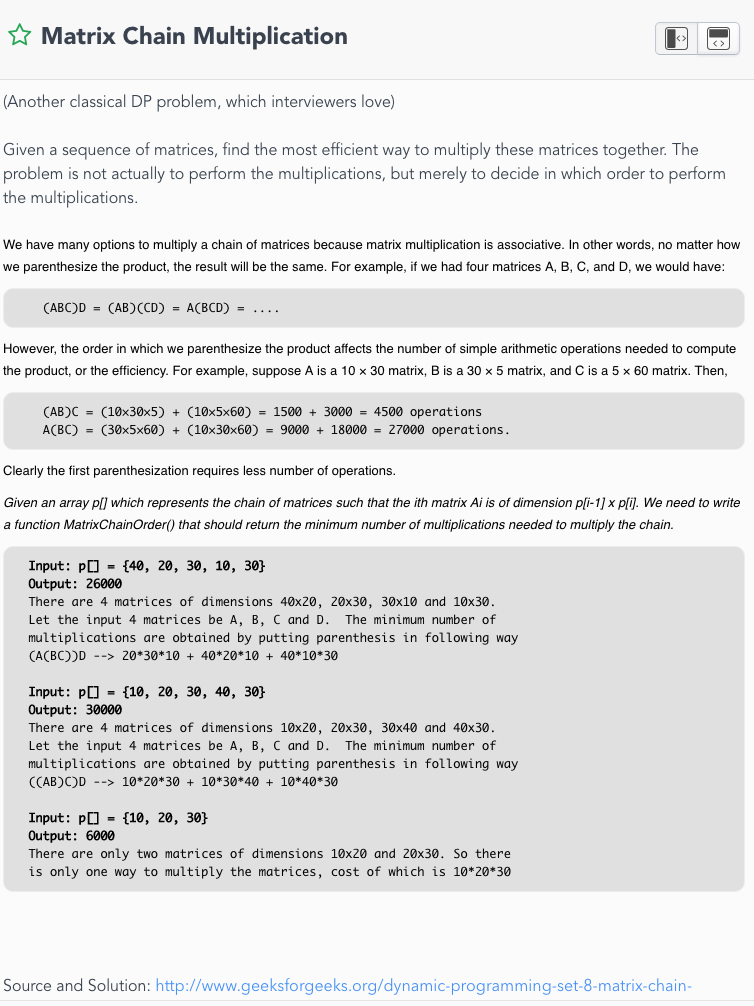 Matrix Chain Multiplication
(Another classical DP problem, which interviewers love)
Given a sequence of matrices, find the most efficient way to multiply these matrices together. The
problem is not actually to perform the multiplications, but merely to decide in which order to perform
the multiplications.
We have many options to multiply a chain of matrices because matrix multiplication is associative. In other words, no matter how
we parenthesize the product, the result will be the same. For example, if we had four matrices A, B, C, and D, we would have:
(ABC)D = (AB)(CD) = A(BCD) = ....
However, the order in which we parenthesize the product affects the number of simple arithmetic operations needed to compute
the product, or the efficiency. For example, suppose A is a 10 × 30 matrix, B is a 30 × 5 matrix, and C is a 5 × 60 matrix. Then,
(AB)C = (10×30×5) + (10×5×60) = 1500 + 3000 = 4500 operations
A(BC) = (30×5×60) + (10×30×60) = 9000 + 18000 = 27000 operations.
Clearly the first parenthesization requires less number of operations.
Given an array p[] which represents the chain of matrices such that the ith matrix Ai is of dimension p[i-1] x p[i]. We need to write
a function MatrixChainOrder() that should return the minimum number of multiplications needed to multiply the chain.
Input: p[] = {40, 20, 30, 10, 30}
Output: 26000
There are 4 matrices of dimensions 40x20, 20x30, 30x10 and 10x30.
Let the input 4 matrices be A, B, C and D.  The minimum number of
multiplications are obtained by putting parenthesis in following way
(A(BC))D --> 20*30*10 + 40*20*10 + 40*10*30
Input: p[] = {10, 20, 30, 40, 30}
Output: 30000
There are 4 matrices of dimensions 10x20, 20x30, 30x40 and 40x30.
Let the input 4 matrices be A, B, C and D.  The minimum number of
multiplications are obtained by putting parenthesis in following way
((AB)C)D --> 10*20*30 + 10*30*40 + 10*40*30
Input: p[] = {10, 20, 30}
Output: 6000
There are only two matrices of dimensions 10x20 and 20x30. So there
is only one way to multiply the matrices, cost of which is 10*20*30
Source and Solution: http://www.geeksforgeeks.org/dynamic-programming-set-8-matrix-chain-